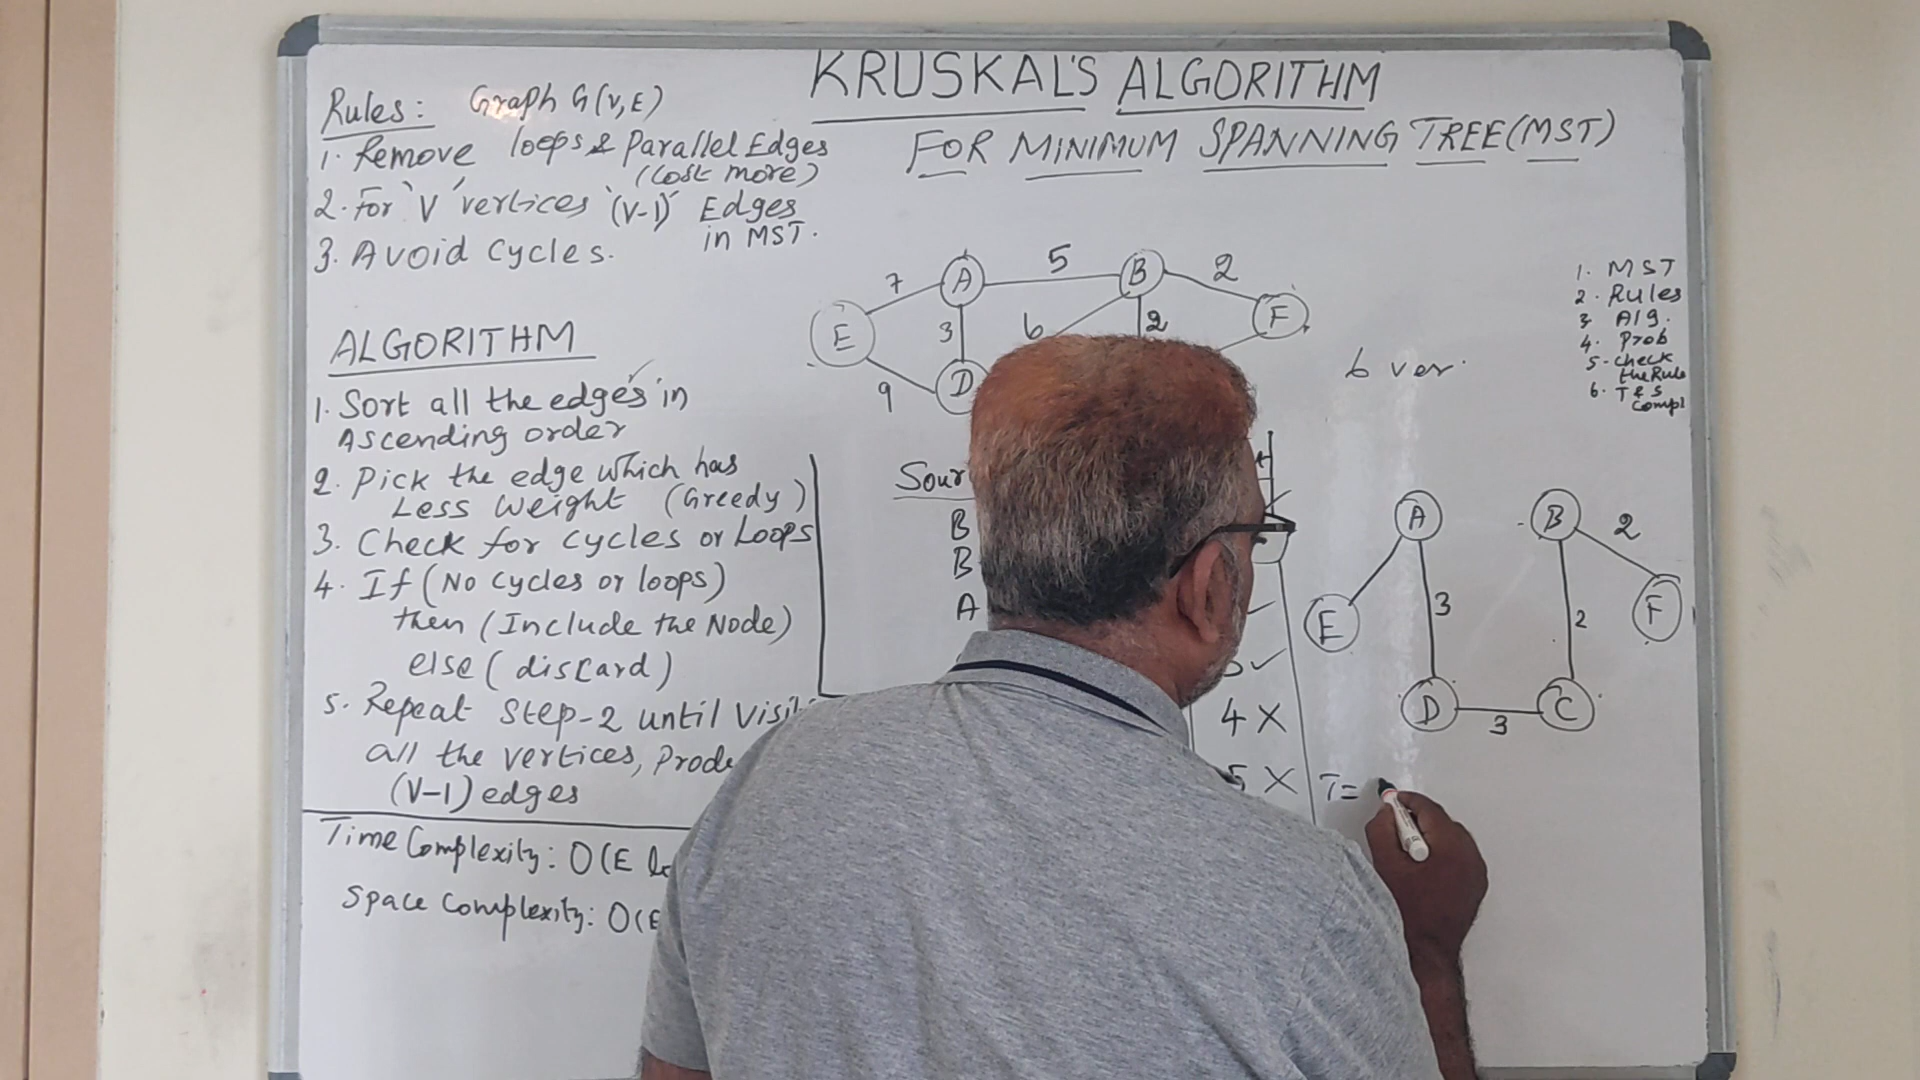 KRUSKAL'S ALGORITHM
FOR MINIMUM SPANNING TREE (MST)
Rules: Graph G(V,E)
1. Remove loops & Parallel Edges
(Cost more)
2. For 'V' vertices '(V-1)' Edges
in MST.
3. Avoid Cycles.
ALGORITHM
1. Sort all the edges in
Ascending order
2. Pick the edge which has
Less Weight (Greedy)
3. Check for cycles or Loops
4. If (No cycles or loops)
then (Include the Node)
else (discard)
5. Repeat Step-2 until
all the vertices,
(V-1) edges
Time Complexity: O(E
Space Complexity: O(E
7 A 5 B 2
E 3 6 2 F
9 D
6 ver.
1. MST
2. Rules
3. Alg.
4. Prob
5. check
the Rule
6. T & S
Compl
B
B
A
4 X
5 X
A B 2
E 3 2 F
D 3 C
T =